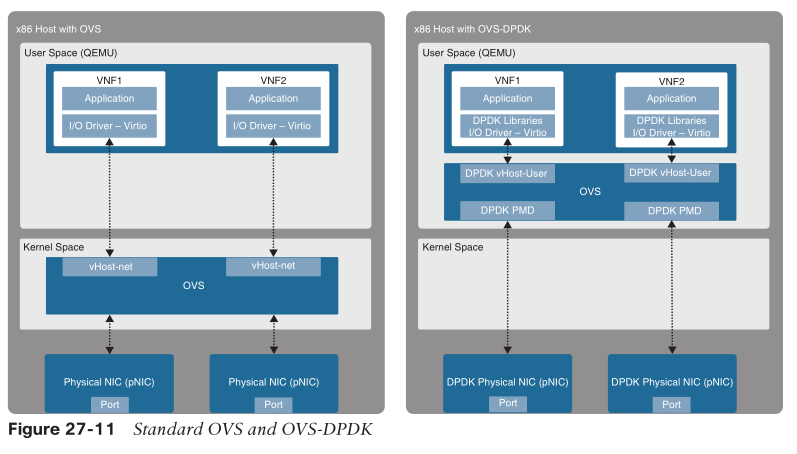 x86 Host with OVS
User Space (QEMU)
VNF1
Application
I/O Driver – Virtio
VNF2
Application
I/O Driver – Virtio
Kernel Space
vHost-net
vHost-net
OVS
Physical NIC (pNIC)
Port
Physical NIC (pNIC)
Port
x86 Host with OVS-DPDK
User Space (QEMU)
VNF1
Application
DPDK Libraries
I/O Driver – Virtio
VNF2
Application
DPDK Libraries
I/O Driver – Virtio
DPDK vHost-User
DPDK vHost-User
OVS
DPDK PMD
DPDK PMD
Kernel Space
DPDK Physical NIC (pNIC)
Port
DPDK Physical NIC (pNIC)
Port
Figure 27-11 Standard OVS and OVS-DPDK